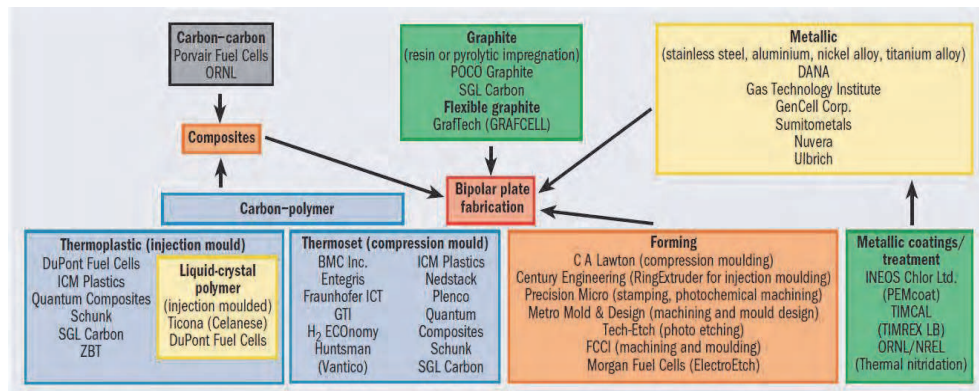 Carbon–carbon
Porvair Fuel Cells
ORNL
Graphite
(resin or pyrolytic impregnation)
POCO Graphite
SGL Carbon
Flexible graphite
GrafTech (GRAFCELL)
Metallic
(stainless steel, aluminium, nickel alloy, titanium alloy)
DANA
Gas Technology Institute
GenCell Corp.
Sumitometals
Nuvera
Ulbrich
Composites
Bipolar plate
fabrication
Carbon-polymer
Thermoplastic (injection mould)
DuPont Fuel Cells
ICM Plastics
Quantum Composites
Schunk
SGL Carbon
ZBT
Liquid-crystal
polymer
(injection moulded)
Ticona (Celanese)
DuPont Fuel Cells
Thermoset (compression mould)
BMC Inc.
Entegris
Fraunhofer ICT
GTI
H₂ ECOnomy
Huntsman
(Vantico)
ICM Plastics
Nedstack
Plenco
Quantum
Composites
Schunk
SGL Carbon
Forming
C A Lawton (compression moulding)
Century Engineering (RingExtruder for injection moulding)
Precision Micro (stamping, photochemical machining)
Metro Mold & Design (machining and mould design)
Tech-Etch (photo etching)
FCCI (machining and moulding)
Morgan Fuel Cells (ElectroEtch)
Metallic coatings/
treatment
INEOS Chlor Ltd.
(PEMcoat)
TIMCAL
(TIMREX LB)
ORNL/NREL
(Thermal nitridation)